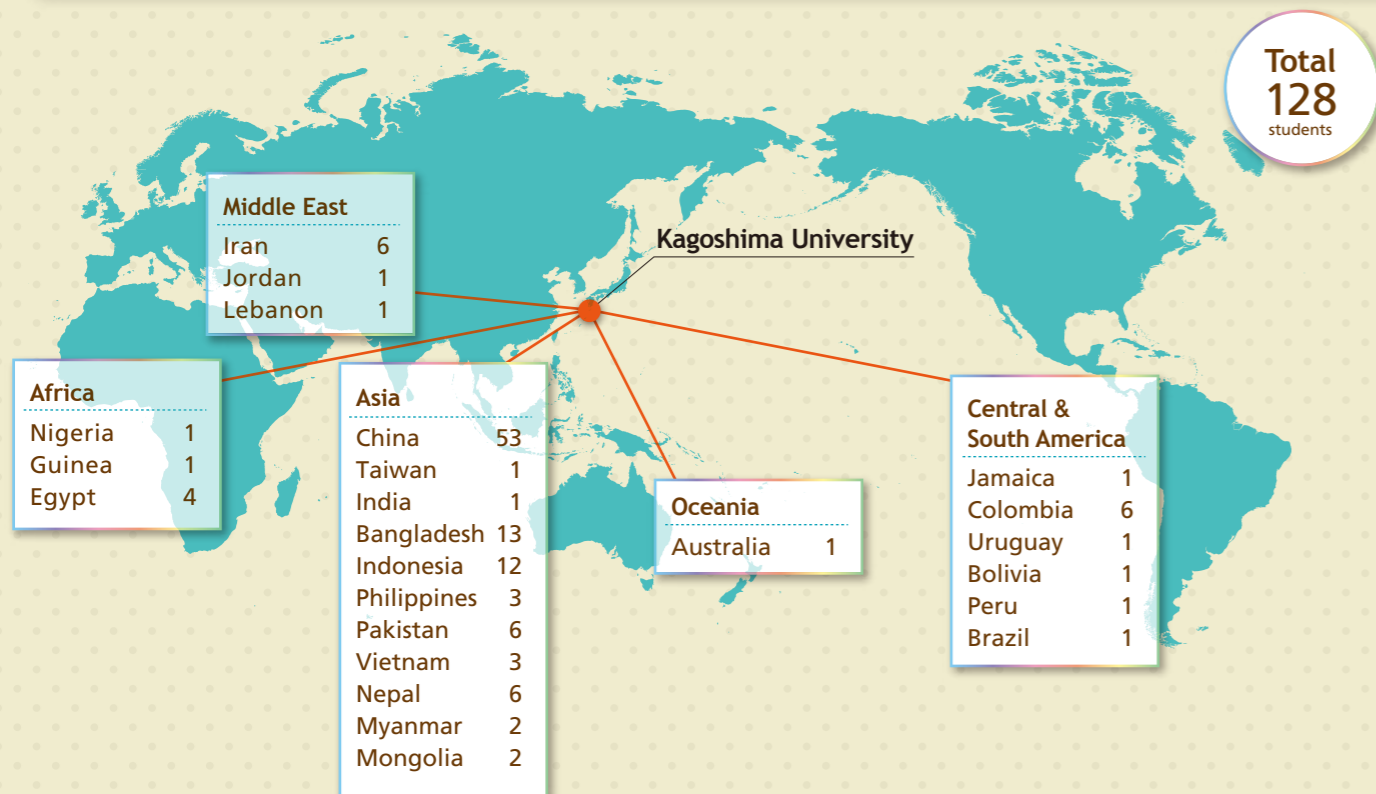 Total
128
students
Kagoshima University
Middle East
Iran 6
Jordan 1
Lebanon 1
Africa
Nigeria 1
Guinea 1
Egypt 4
Asia
China 53
Taiwan 1
India 1
Bangladesh 13
Indonesia 12
Philippines 3
Pakistan 6
Vietnam 3
Nepal 6
Myanmar 2
Mongolia 2
Oceania
Australia 1
Central &
South America
Jamaica 1
Colombia 6
Uruguay 1
Bolivia 1
Peru 1
Brazil 1